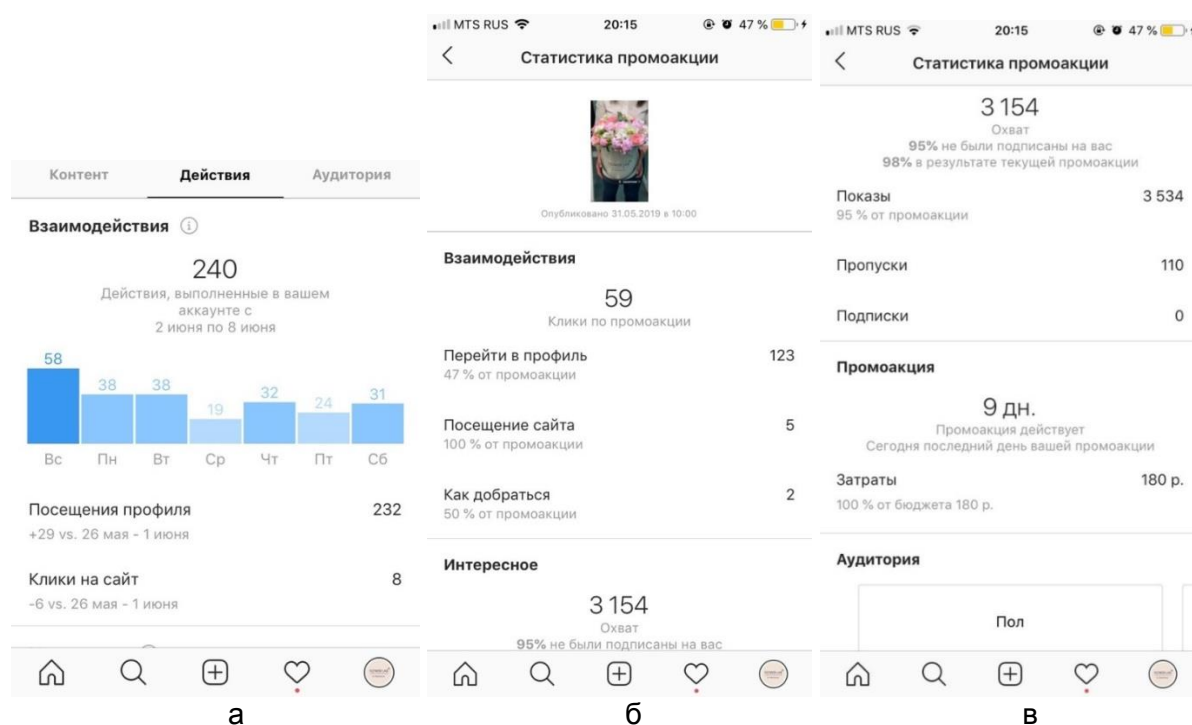 Контент Действия Аудитория
Взаимодействия
240
Действия, выполненные в вашем
аккаунте с
2 июня по 8 июня
58 38 38 19 32 24 31
Вс Пн Вт Ср Чт Пт Сб
Посещения профиля 232
+29 vs. 26 мая - 1 июня
Клики на сайт 8
-6 vs. 26 мая - 1 июня
а
MTS RUS 20:15 47 %
Статистика промоакции
Опубликовано 31.05.2019 в 10:00
Взаимодействия
59
Клики по промоакции
Перейти в профиль 123
47 % от промоакции
Посещение сайта 5
100 % от промоакции
Как добраться 2
50 % от промоакции
Интересное
3 154
Охват
95% не были подписаны на вас
б
MTS RUS 20:15 47 %
Статистика промоакции
3 154
Охват
95% не были подписаны на вас
98% в результате текущей промоакции
Показы 3 534
95 % от промоакции
Пропуски 110
Подписки 0
Промоакция
9 дн.
Промоакция действует
Сегодня последний день вашей промоакции
Затраты 180 р.
100 % от бюджета 180 р.
Аудитория
Пол
в